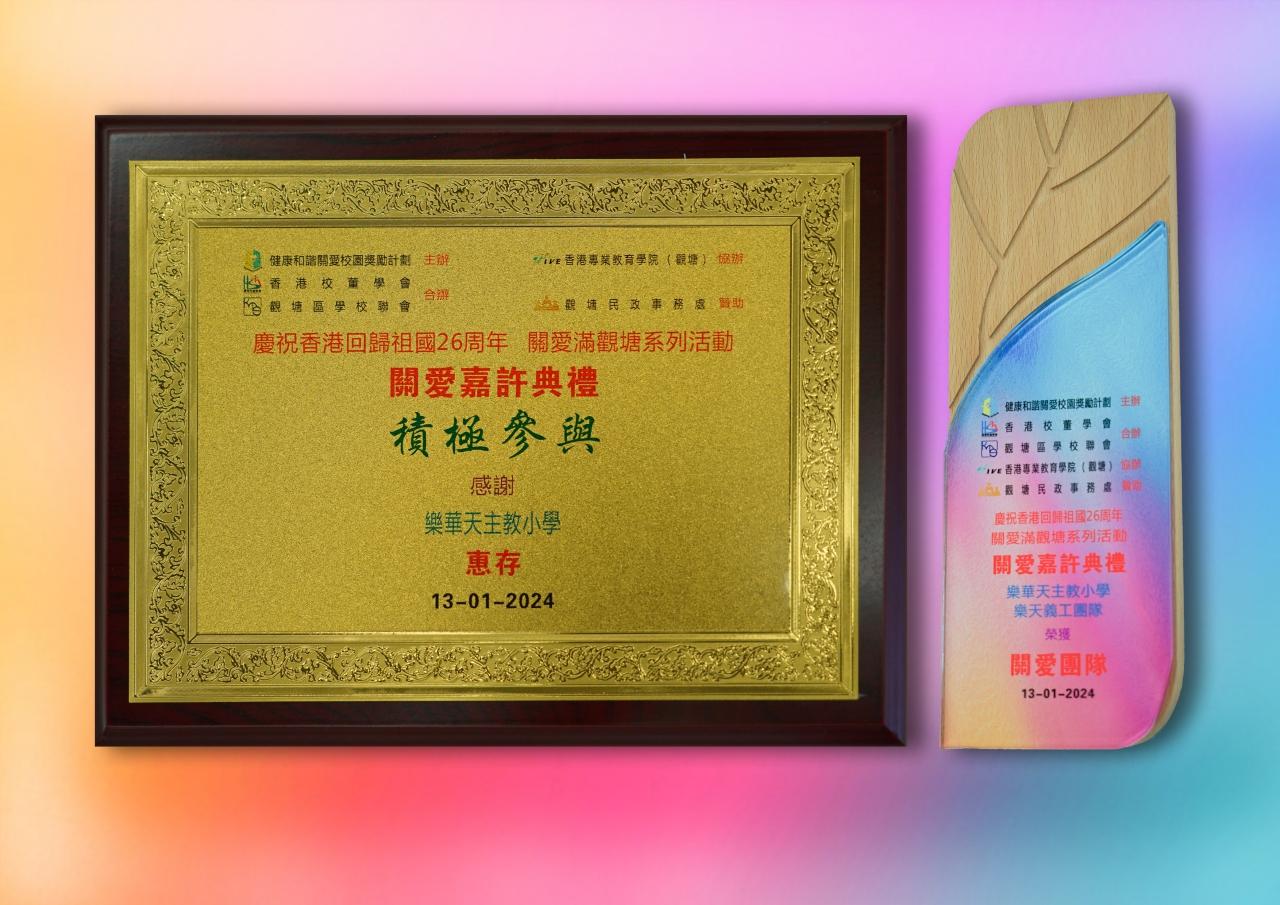 健康和諧關愛校園獎勵計劃 主辦
香港校董學會
觀塘區學校聯會 合辦
IVE 香港專業教育學院（觀塘） 協辦
觀塘民政事務處 贊助
慶祝香港回歸祖國26周年 關愛滿觀塘系列活動
關愛嘉許典禮
積極參與
感謝
樂華天主教小學
惠存
13-01-2024
健康和諧關愛校園獎勵計劃 主辦
香港校董學會
觀塘區學校聯會 合辦
IVE 香港專業教育學院（觀塘） 協辦
觀塘民政事務處 贊助
慶祝香港回歸祖國26周年
關愛滿觀塘系列活動
關愛嘉許典禮
樂華天主教小學
樂天義工團隊
榮獲
關愛團隊
13-01-2024